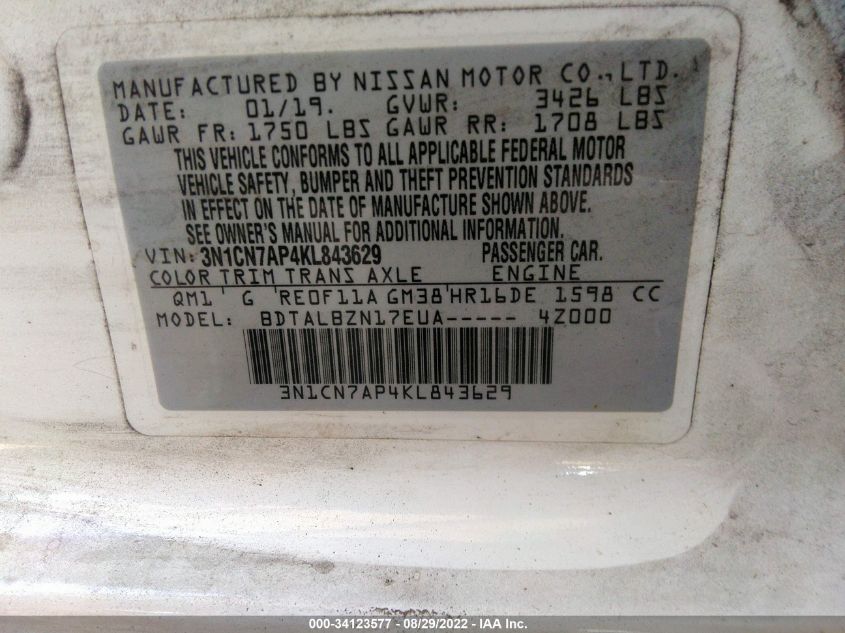 MANUFACTURED BY NISSAN MOTOR CO., LTD.
DATE: 01/19. GVWR: 3426 LBS
GAWR FR: 1750 LBS GAWR RR: 1708 LBS
THIS VEHICLE CONFORMS TO ALL APPLICABLE FEDERAL MOTOR
VEHICLE SAFETY, BUMPER AND THEFT PREVENTION STANDARDS
IN EFFECT ON THE DATE OF MANUFACTURE SHOWN ABOVE.
SEE OWNER'S MANUAL FOR ADDITIONAL INFORMATION.
VIN: 3N1CN7AP4KL843629 PASSENGER CAR.
COLOR TRIM TRANS AXLE ENGINE
QM1 ' G ' RE0F11A GM38 ' HR16DE 1598 CC
MODEL: BDTALBZN17EUA----- 4Z000
3N1CN7AP4KL843629
000-34123577 - 08/29/2022 - IAA Inc.